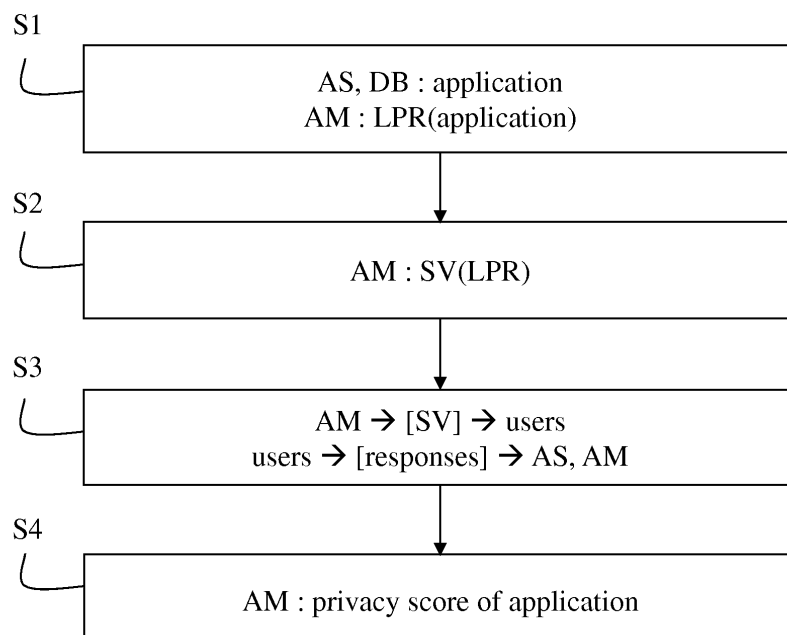 S1
AS, DB : application
AM : LPR(application)
S2
AM : SV(LPR)
S3
AM → [SV] → users
users → [responses] → AS, AM
S4
AM : privacy score of application